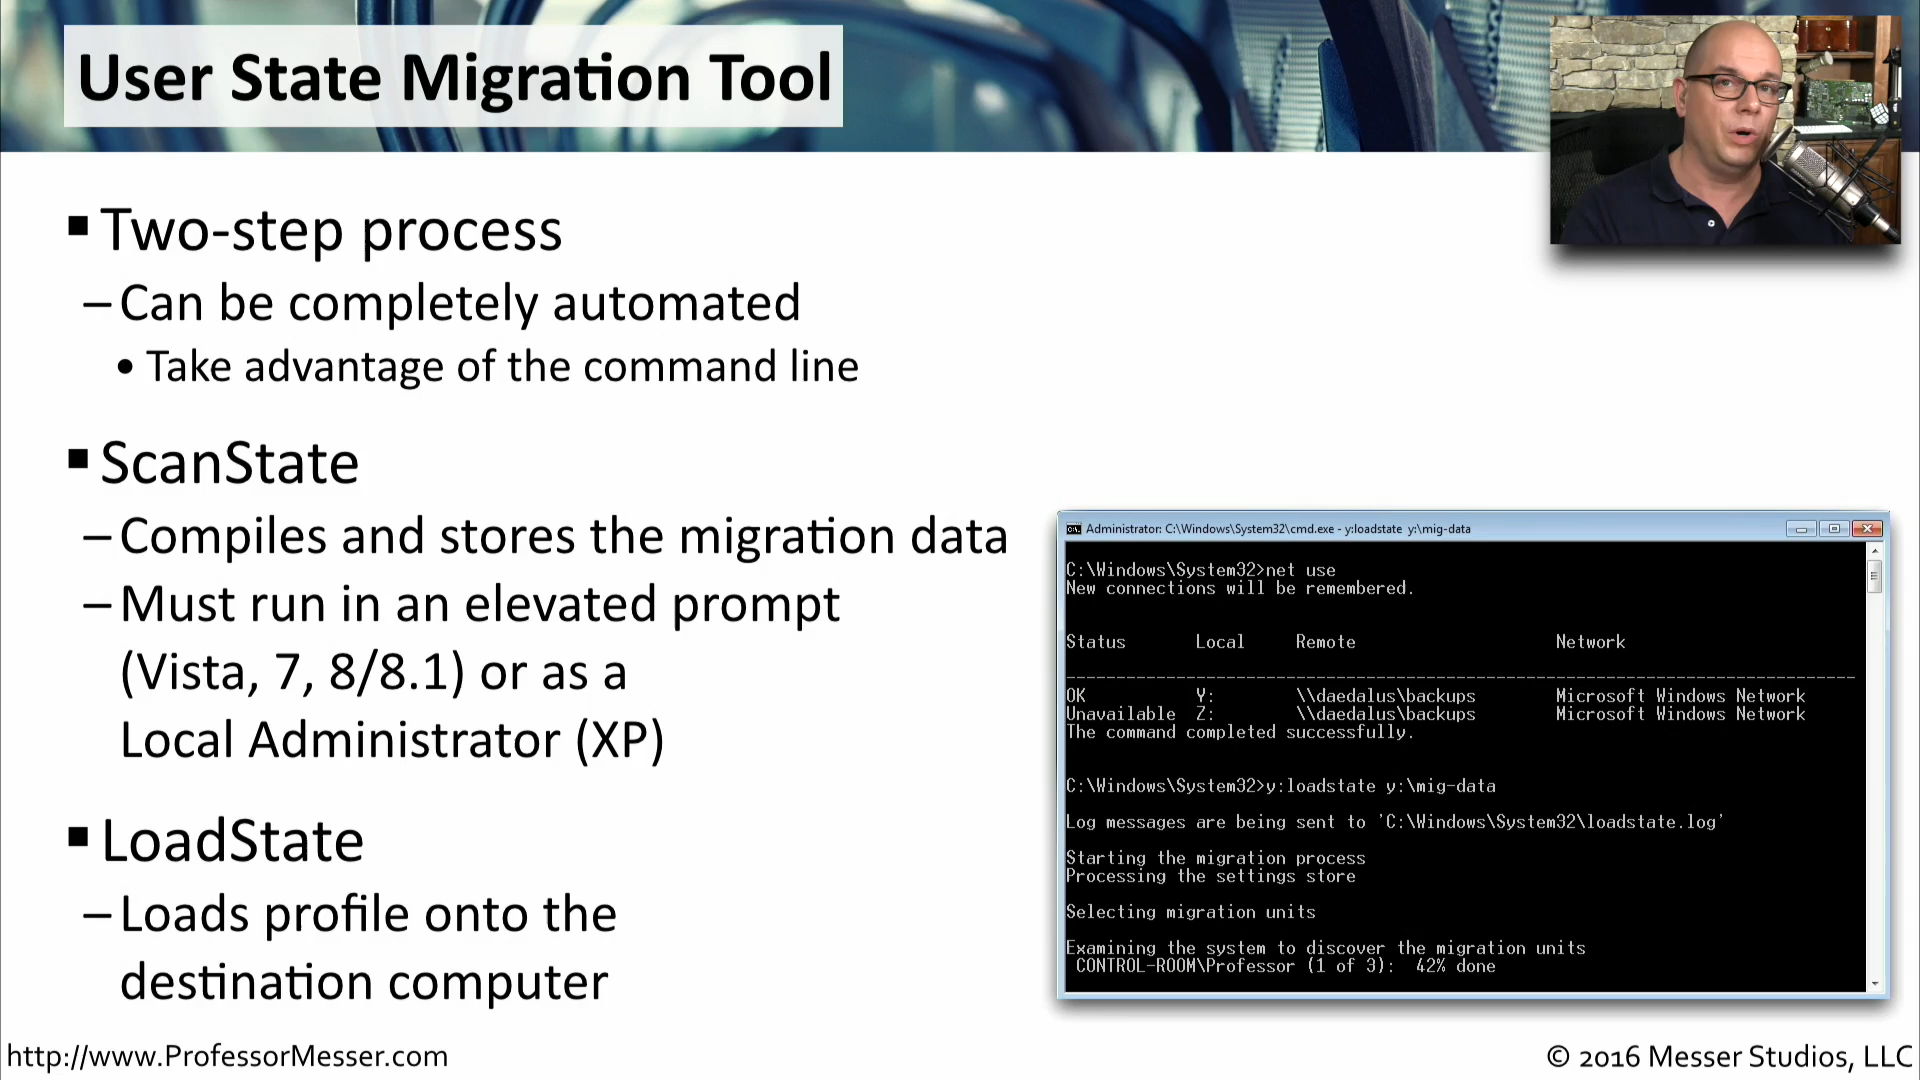 User State Migration Tool
▪ Two-step process
– Can be completely automated
• Take advantage of the command line
▪ ScanState
– Compiles and stores the migration data
– Must run in an elevated prompt
(Vista, 7, 8/8.1) or as a
Local Administrator (XP)
▪ LoadState
– Loads profile onto the
destination computer
Administrator: C:\Windows\System32\cmd.exe - y:loadstate y:\mig-data
C:\Windows\System32>net use
New connections will be remembered.
Status Local Remote Network
-------------------------------------------------------------------------------
OK Y: \\daedalus\backups Microsoft Windows Network
Unavailable Z: \\daedalus\backups Microsoft Windows Network
The command completed successfully.
C:\Windows\System32>y:loadstate y:\mig-data
Log messages are being sent to 'C:\Windows\System32\loadstate.log'
Starting the migration process
Processing the settings store
Selecting migration units
Examining the system to discover the migration units
CONTROL-ROOM\Professor (1 of 3): 42% done
http://www.ProfessorMesser.com
© 2016 Messer Studios, LLC